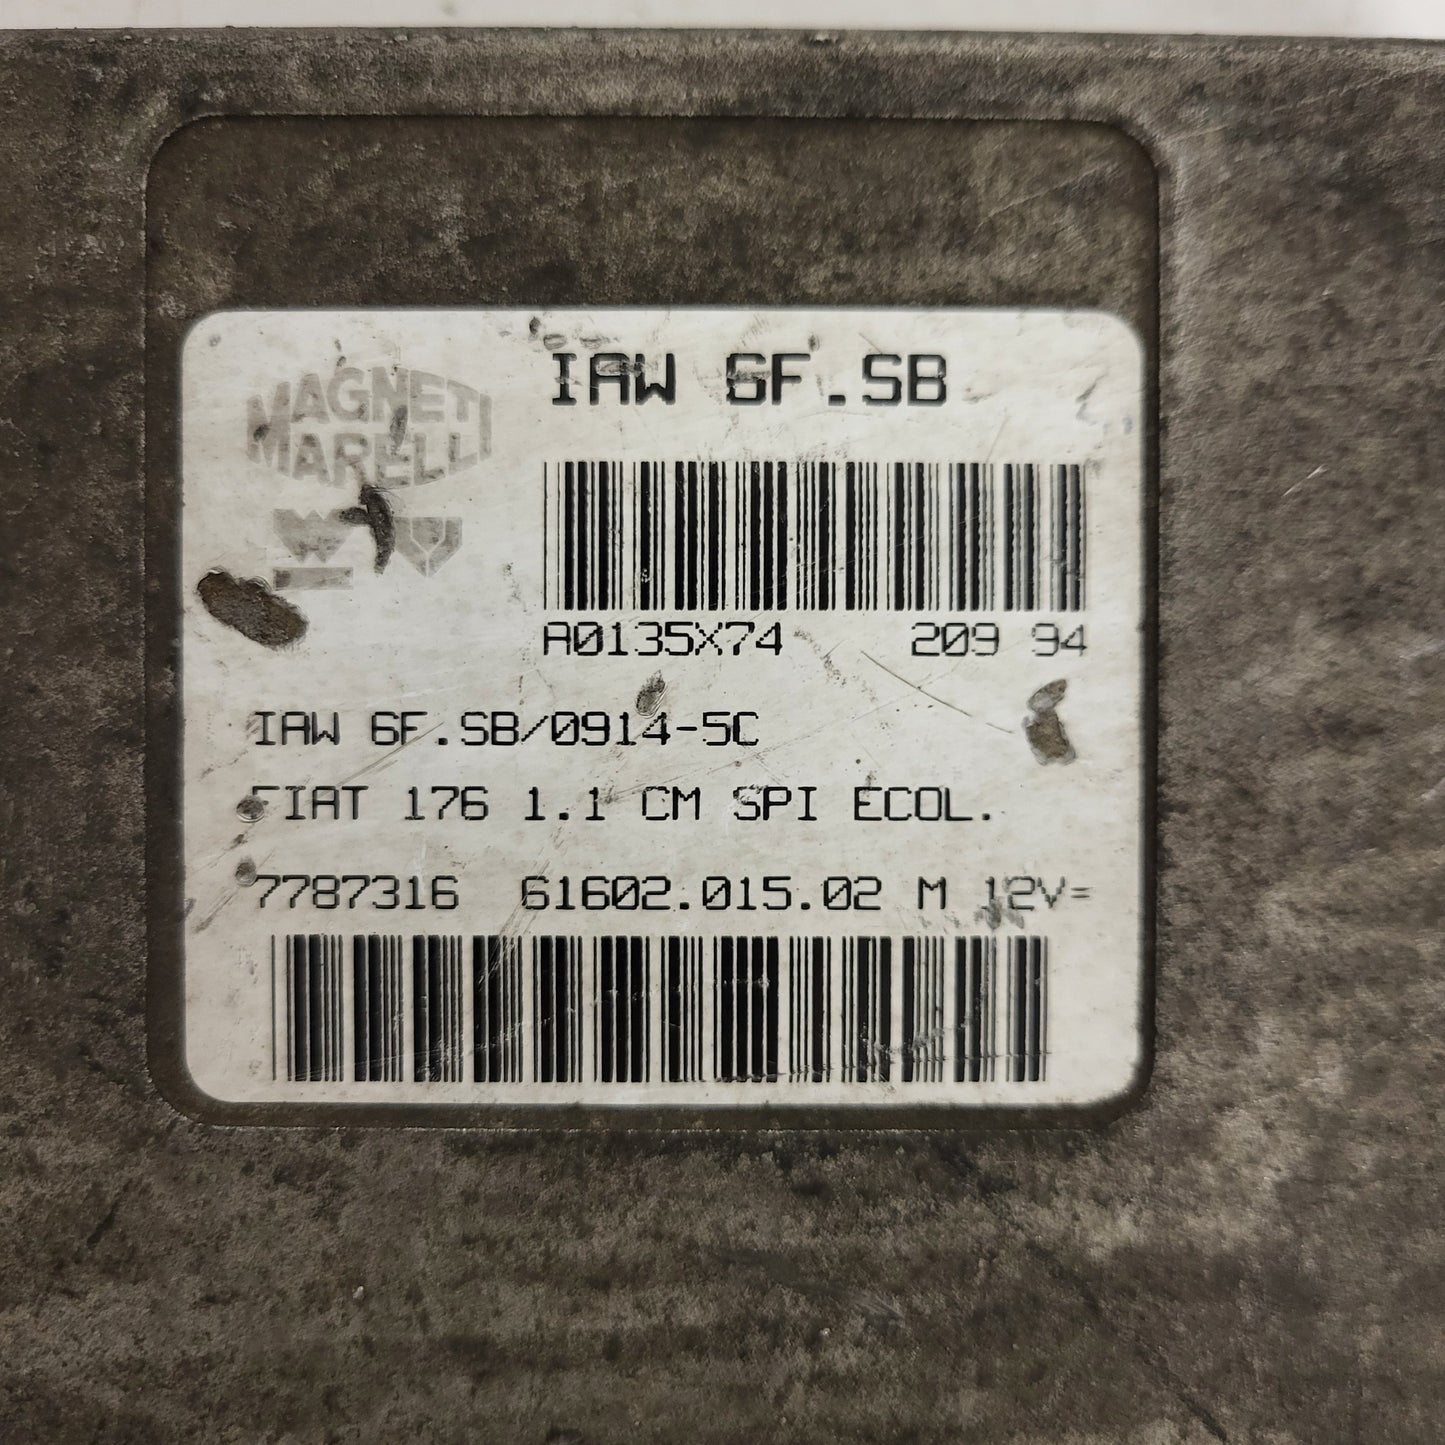 MAGNETI
MARELLI
IAW 6F.SB
A0135X74 209 94
IAW 6F.SB/0914-5C
FIAT 176 1.1 CM SPI ECOL.
7787316 61602.015.02 M 12V=